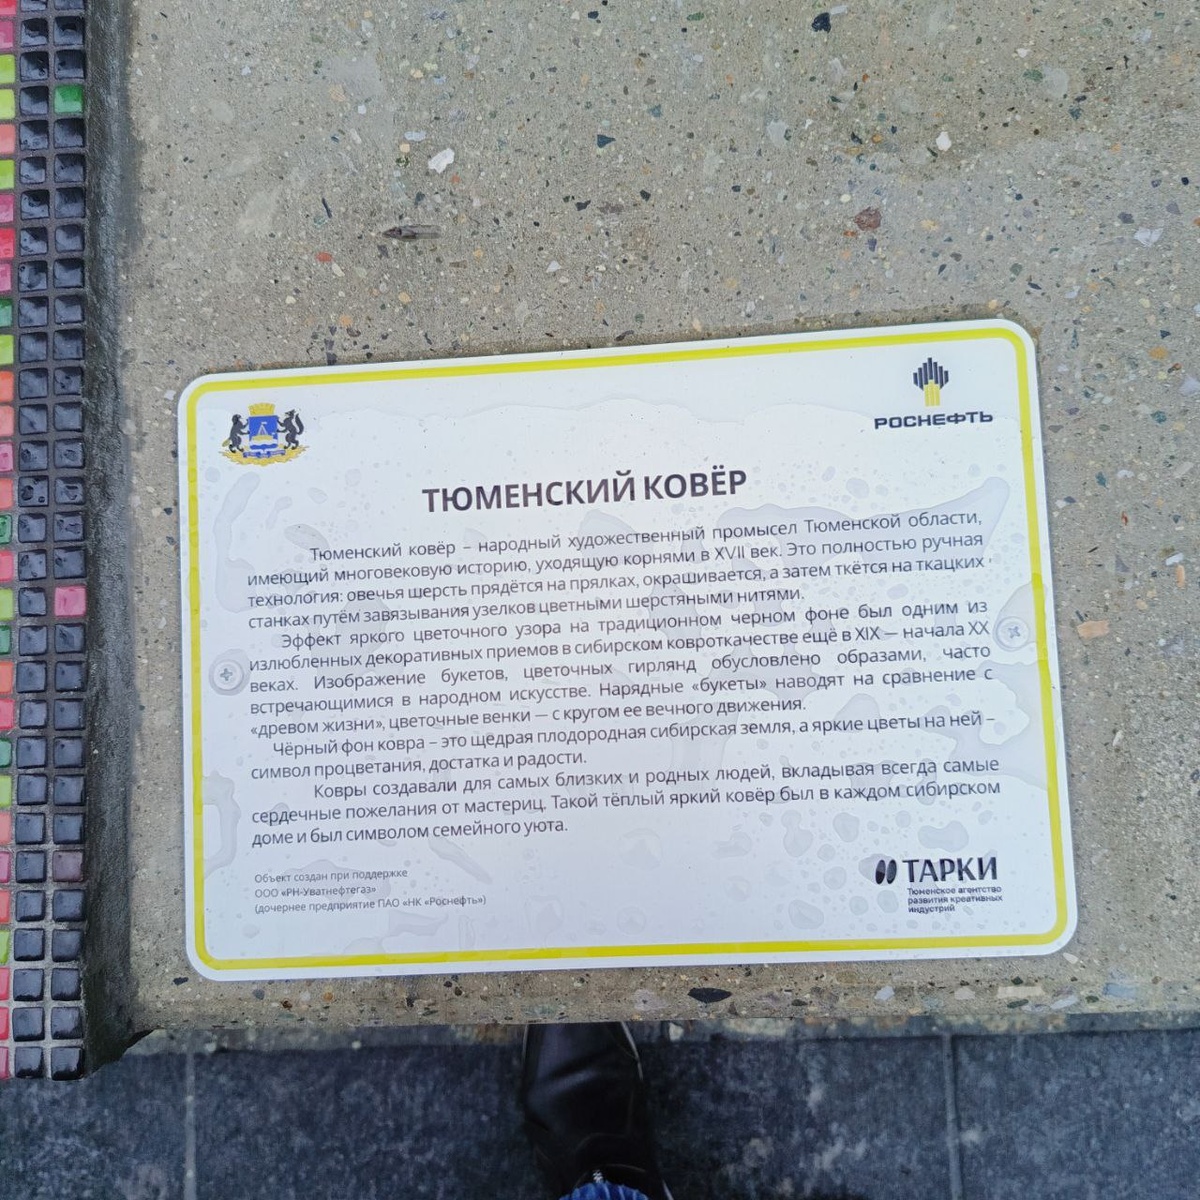 РОСНЕФТЬ
ТЮМЕНСКИЙ КОВЁР
Тюменский ковёр – народный художественный промысел Тюменской области,
имеющий многовековую историю, уходящую корнями в XVII век. Это полностью ручная
технология: овечья шерсть прядётся на прялках, окрашивается, а затем ткётся на ткацких
станках путём завязывания узелков цветными шерстяными нитями.
Эффект яркого цветочного узора на традиционном черном фоне был одним из
излюбленных декоративных приемов в сибирском ковроткачестве ещё в XIX — начала XX
веках. Изображение букетов, цветочных гирлянд обусловлено образами, часто
встречающимися в народном искусстве. Нарядные «букеты» наводят на сравнение с
«древом жизни», цветочные венки — с кругом ее вечного движения.
Чёрный фон ковра – это щедрая плодородная сибирская земля, а яркие цветы на ней –
символ процветания, достатка и радости.
Ковры создавали для самых близких и родных людей, вкладывая всегда самые
сердечные пожелания от мастериц. Такой тёплый яркий ковёр был в каждом сибирском
доме и был символом семейного уюта.
Объект создан при поддержке
ООО «РН-Уватнефтегаз»
(дочернее предприятие ПАО «НК «Роснефть»)
ТАРКИ
Тюменское агентство
развития креативных
индустрий